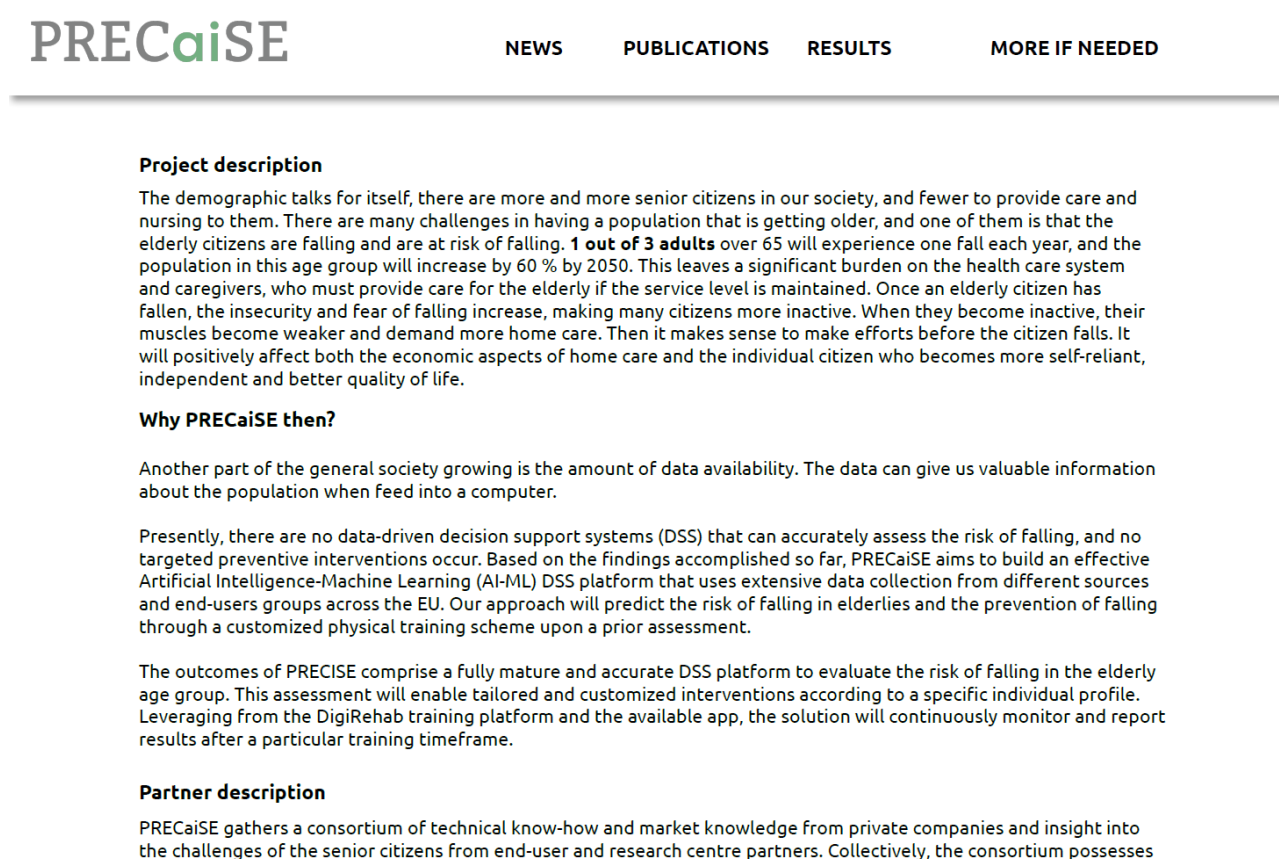 PRECaiSE
NEWS PUBLICATIONS RESULTS MORE IF NEEDED
Project description
The demographic talks for itself, there are more and more senior citizens in our society, and fewer to provide care and
nursing to them. There are many challenges in having a population that is getting older, and one of them is that the
elderly citizens are falling and are at risk of falling. 1 out of 3 adults over 65 will experience one fall each year, and the
population in this age group will increase by 60 % by 2050. This leaves a significant burden on the health care system
and caregivers, who must provide care for the elderly if the service level is maintained. Once an elderly citizen has
fallen, the insecurity and fear of falling increase, making many citizens more inactive. When they become inactive, their
muscles become weaker and demand more home care. Then it makes sense to make efforts before the citizen falls. It
will positively affect both the economic aspects of home care and the individual citizen who becomes more self-reliant,
independent and better quality of life.
Why PRECaiSE then?
Another part of the general society growing is the amount of data availability. The data can give us valuable information
about the population when feed into a computer.
Presently, there are no data-driven decision support systems (DSS) that can accurately assess the risk of falling, and no
targeted preventive interventions occur. Based on the findings accomplished so far, PRECaiSE aims to build an effective
Artificial Intelligence-Machine Learning (AI-ML) DSS platform that uses extensive data collection from different sources
and end-users groups across the EU. Our approach will predict the risk of falling in elderlies and the prevention of falling
through a customized physical training scheme upon a prior assessment.
The outcomes of PRECISE comprise a fully mature and accurate DSS platform to evaluate the risk of falling in the elderly
age group. This assessment will enable tailored and customized interventions according to a specific individual profile.
Leveraging from the DigiRehab training platform and the available app, the solution will continuously monitor and report
results after a particular training timeframe.
Partner description
PRECaiSE gathers a consortium of technical know-how and market knowledge from private companies and insight into
the challenges of the senior citizens from end-user and research centre partners. Collectively, the consortium possesses